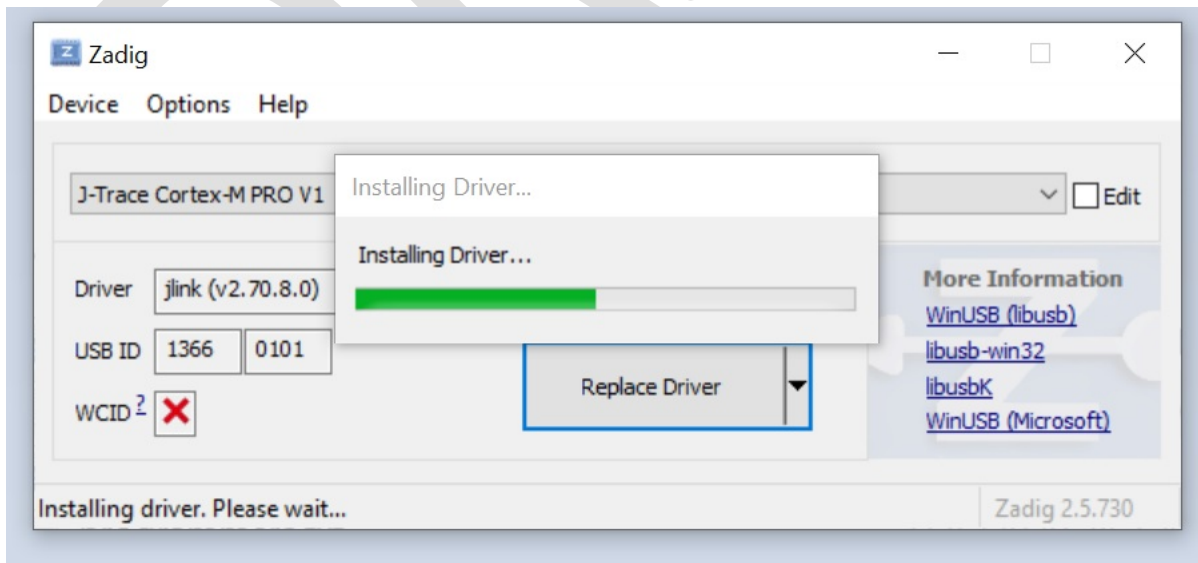 Zadig
Device Options Help
J-Trace Cortex-M PRO V1
Edit
Installing Driver...
Installing Driver...
Driver jlink (v2.70.8.0)
USB ID 1366 0101
WCID ?
Replace Driver
More Information
WinUSB (libusb)
libusb-win32
libusbK
WinUSB (Microsoft)
Installing driver. Please wait...
Zadig 2.5.730